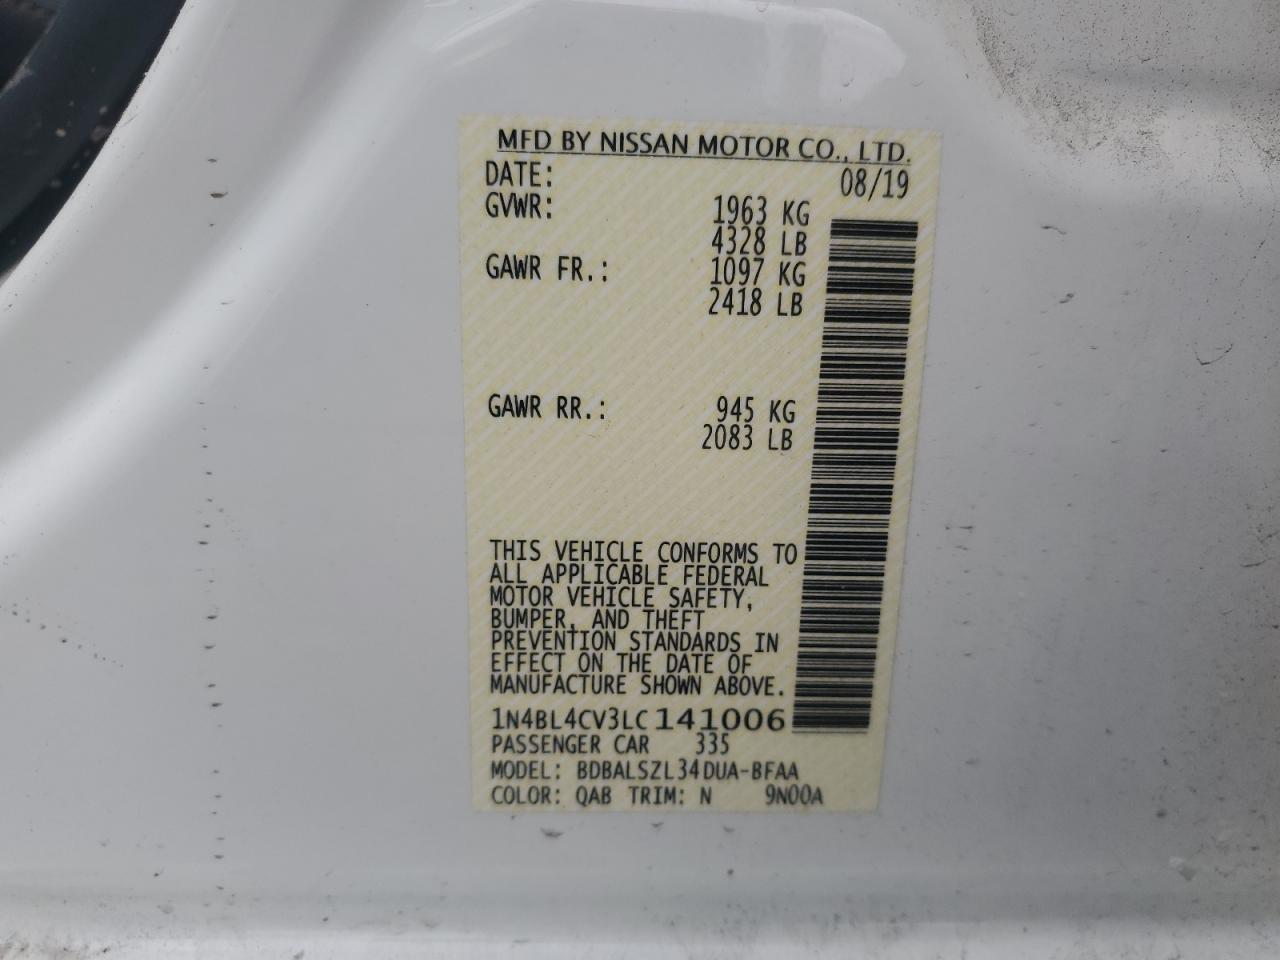 MFD BY NISSAN MOTOR CO., LTD.
DATE: 08/19
GVWR: 1963 KG
4328 LB
GAWR FR.: 1097 KG
2418 LB
GAWR RR.: 945 KG
2083 LB
THIS VEHICLE CONFORMS TO
ALL APPLICABLE FEDERAL
MOTOR VEHICLE SAFETY,
BUMPER, AND THEFT
PREVENTION STANDARDS IN
EFFECT ON THE DATE OF
MANUFACTURE SHOWN ABOVE.
1N4BL4CV3LC141006
PASSENGER CAR 335
MODEL: BDBALSZL34DUA-BFAA
COLOR: QAB TRIM: N 9N00A